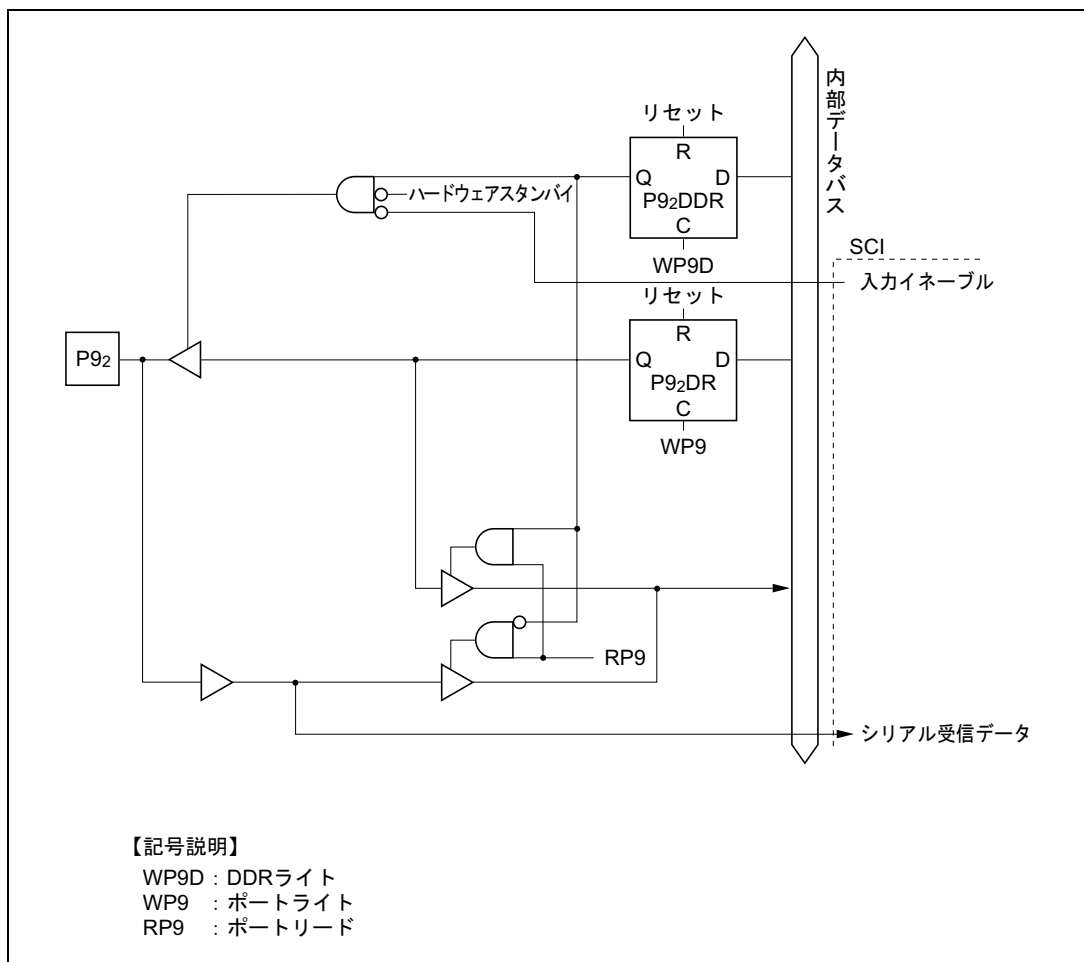 リセット
R
Q D
P9₂DDR
C
WP9D
ハードウェアスタンバイ
内部データバス
SCI
入力イネーブル
リセット
R
Q D
P9₂DR
C
WP9
P9₂
RP9
シリアル受信データ
【記号説明】
WP9D : DDRライト
WP9 : ポートライト
RP9 : ポートリード